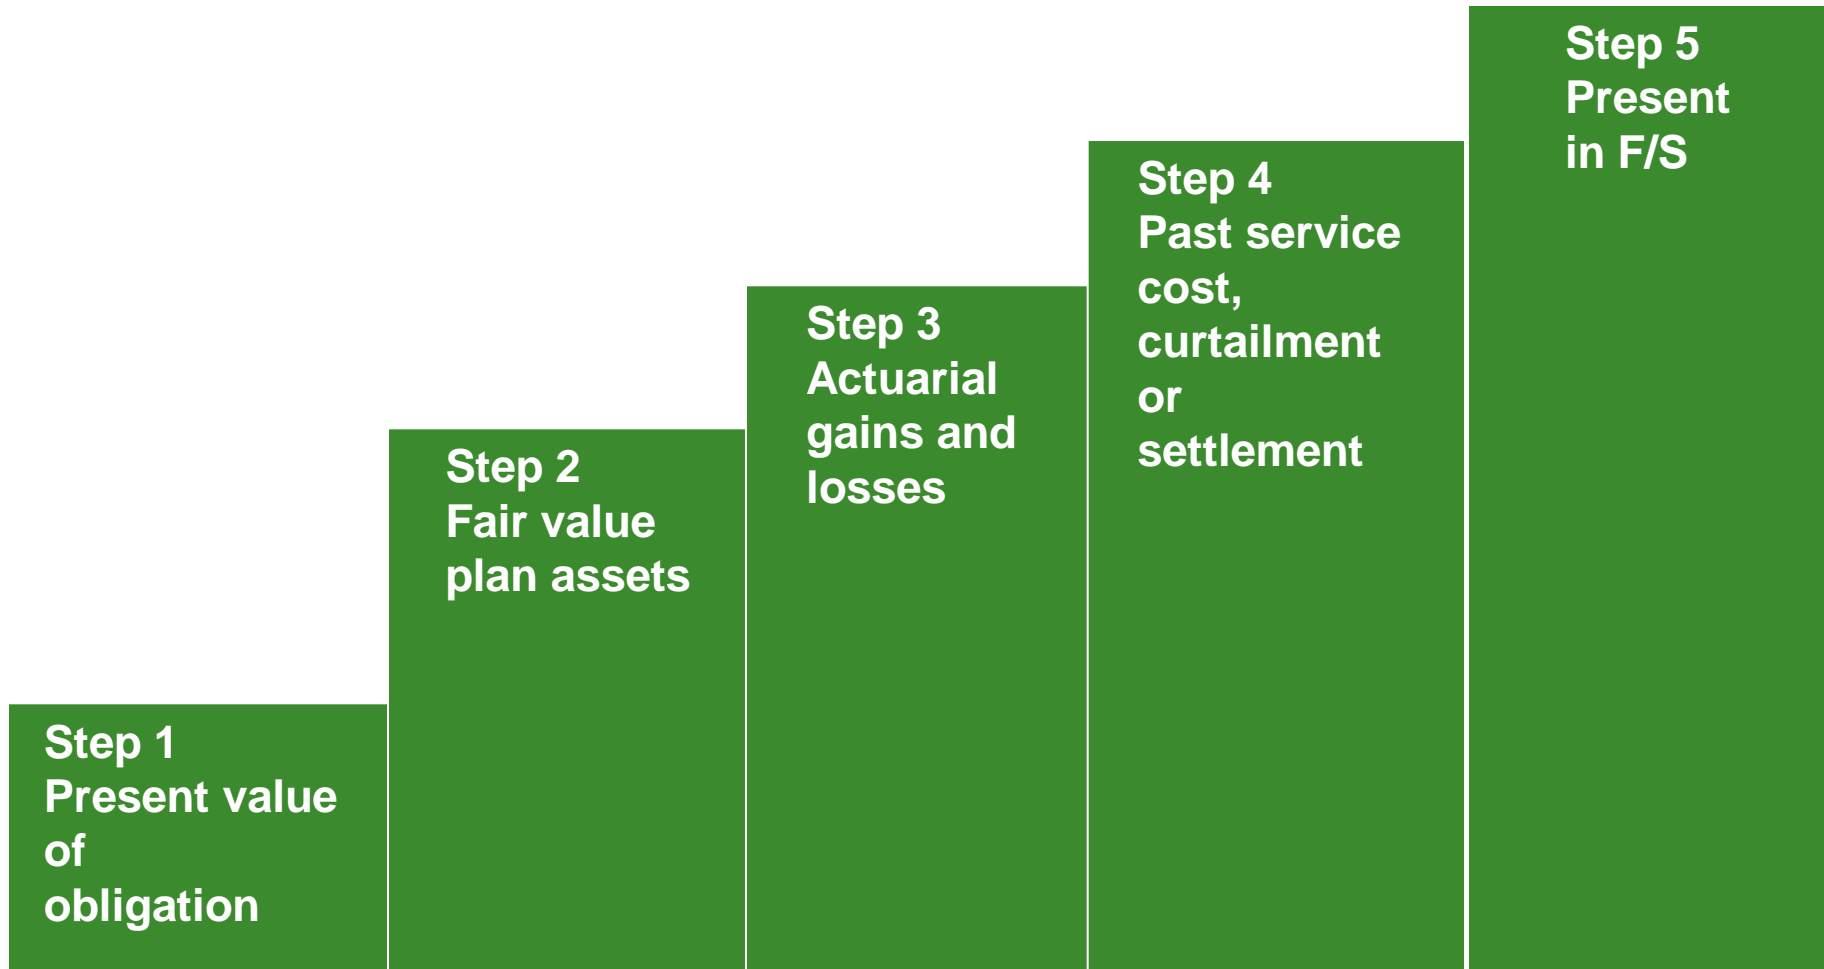 Step 1
Present value
of
obligation
Step 2
Fair value
plan assets
Step 3
Actuarial
gains and
losses
Step 4
Past service
cost,
curtailment
or
settlement
Step 5
Present
in F/S